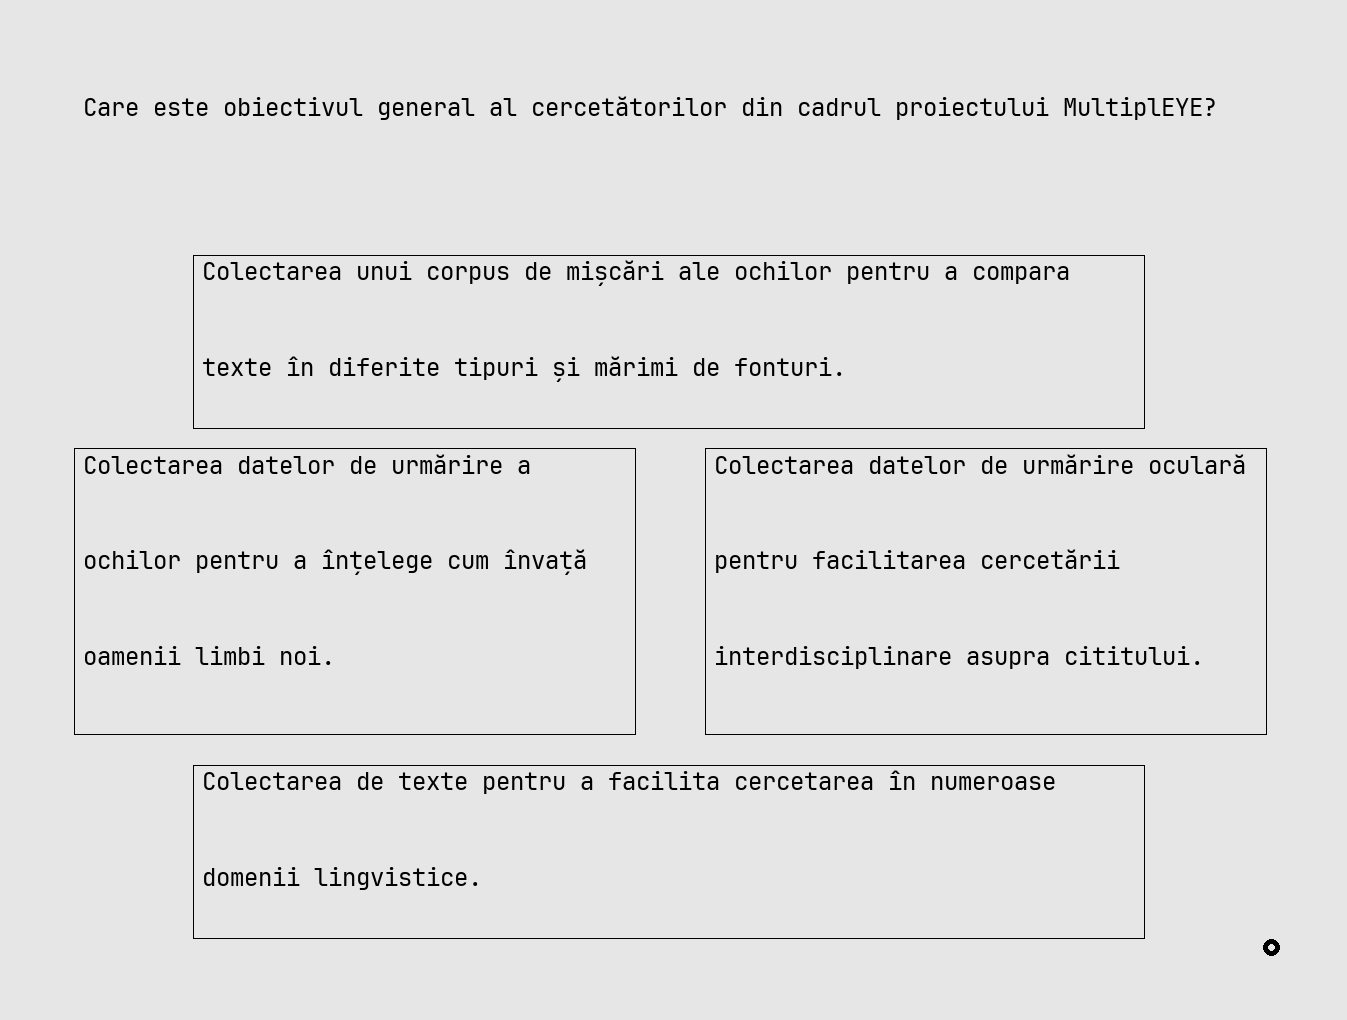 Care este obiectivul general al cercetătorilor din cadrul proiectului MultiplEYE?
Colectarea unui corpus de mișcări ale ochilor pentru a compara
texte în diferite tipuri și mărimi de fonturi.
Colectarea datelor de urmărire a
ochilor pentru a înțelege cum învață
oamenii limbi noi.
Colectarea datelor de urmărire oculară
pentru facilitarea cercetării
interdisciplinare asupra cititului.
Colectarea de texte pentru a facilita cercetarea în numeroase
domenii lingvistice.